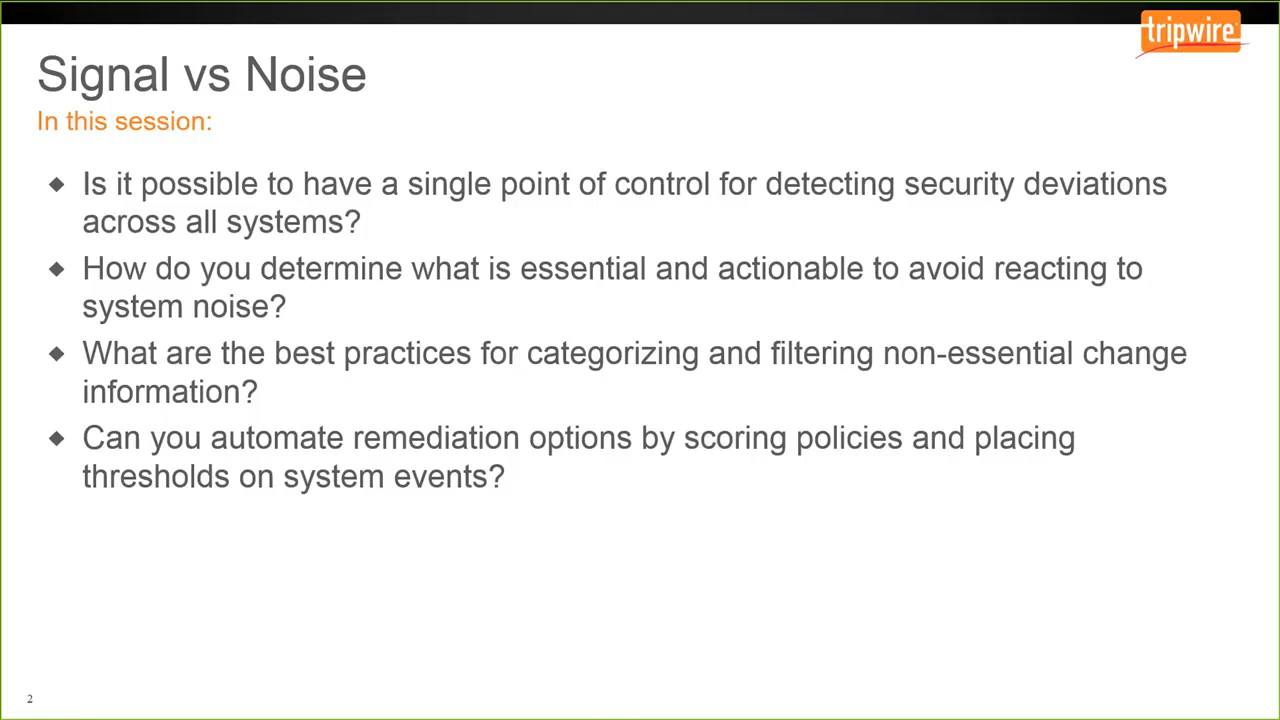 tripwire
Signal vs Noise
In this session:
◆ Is it possible to have a single point of control for detecting security deviations
across all systems?
◆ How do you determine what is essential and actionable to avoid reacting to
system noise?
◆ What are the best practices for categorizing and filtering non-essential change
information?
◆ Can you automate remediation options by scoring policies and placing
thresholds on system events?
2